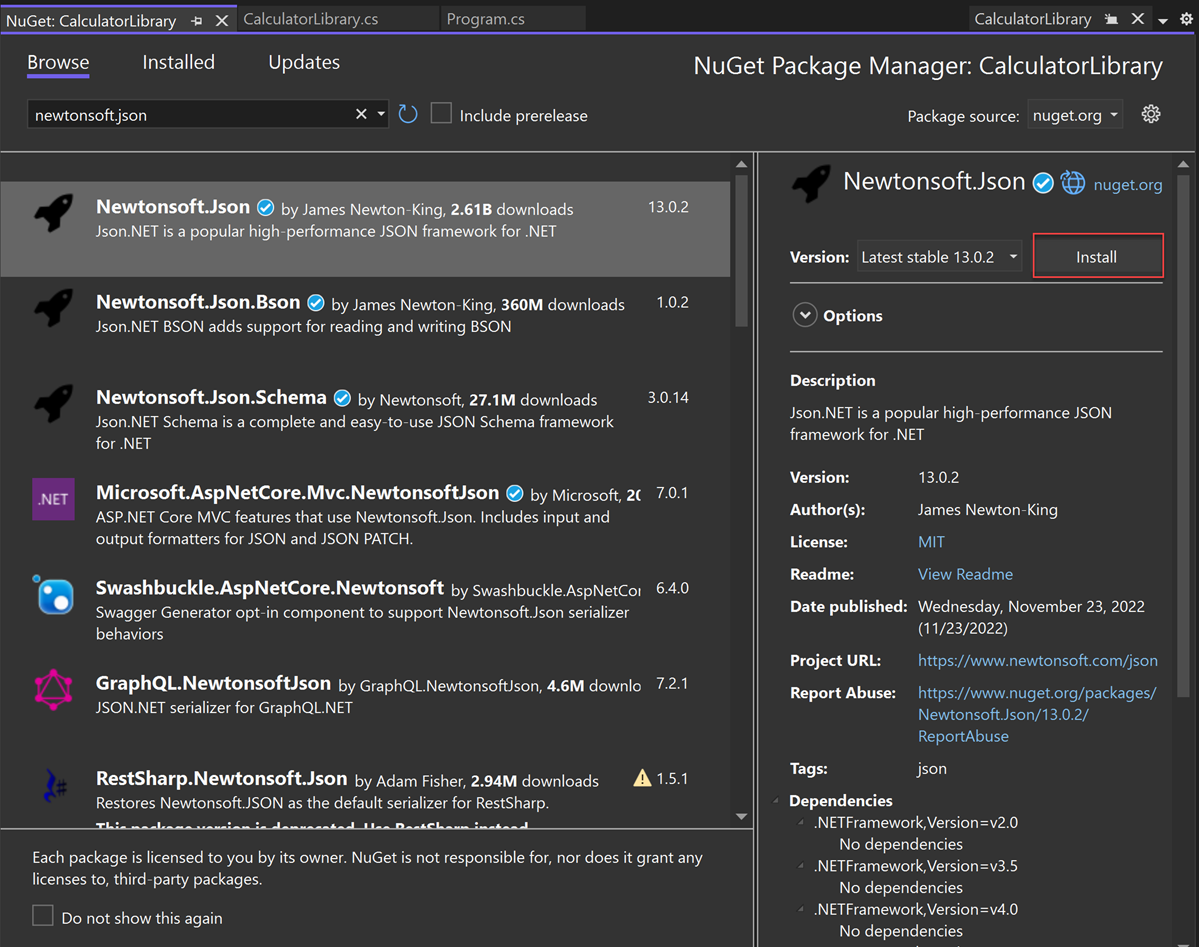 NuGet: CalculatorLibrary
CalculatorLibrary.cs
Program.cs
CalculatorLibrary
Browse
Installed
Updates
NuGet Package Manager: CalculatorLibrary
newtonsoft.json
Include prerelease
Package source:
nuget.org
Newtonsoft.Json by James Newton-King, 2.61B downloads 13.0.2
Json.NET is a popular high-performance JSON framework for .NET
Newtonsoft.Json.Bson by James Newton-King, 360M downloads 1.0.2
Json.NET BSON adds support for reading and writing BSON
Newtonsoft.Json.Schema by Newtonsoft, 27.1M downloads 3.0.14
Json.NET Schema is a complete and easy-to-use JSON Schema framework
for .NET
.NET
Microsoft.AspNetCore.Mvc.NewtonsoftJson by Microsoft, 20 7.0.1
ASP.NET Core MVC features that use Newtonsoft.Json. Includes input and
output formatters for JSON and JSON PATCH.
Swashbuckle.AspNetCore.Newtonsoft by Swashbuckle.AspNetCor 6.4.0
Swagger Generator opt-in component to support Newtonsoft.Json serializer
behaviors
GraphQL.NewtonsoftJson by GraphQL.NewtonsoftJson, 4.6M downlo 7.2.1
JSON.NET serializer for GraphQL.NET
RestSharp.Newtonsoft.Json by Adam Fisher, 2.94M downloads 1.5.1
Restores Newtonsoft.JSON as the default serializer for RestSharp.
This package version is deprecated. Use RestSharp instead.
Each package is licensed to you by its owner. NuGet is not responsible for, nor does it grant any
licenses to, third-party packages.
Do not show this again
Newtonsoft.Json nuget.org
Version: Latest stable 13.0.2 Install
Options
Description
Json.NET is a popular high-performance JSON
framework for .NET
Version: 13.0.2
Author(s): James Newton-King
License: MIT
Readme: View Readme
Date published: Wednesday, November 23, 2022
(11/23/2022)
Project URL: https://www.newtonsoft.com/json
Report Abuse: https://www.nuget.org/packages/
Newtonsoft.Json/13.0.2/
ReportAbuse
Tags: json
Dependencies
.NETFramework,Version=v2.0
No dependencies
.NETFramework,Version=v3.5
No dependencies
.NETFramework,Version=v4.0
No dependencies